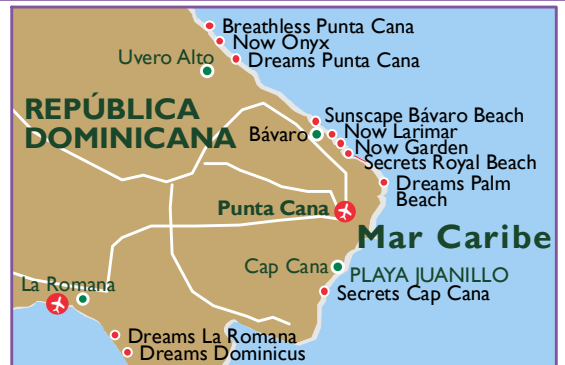 Breathless Punta Cana
Now Onyx
Uvero Alto
Dreams Punta Cana
REPÚBLICA
DOMINICANA
Sunscape Bávaro Beach
Bávaro
Now Larimar
Now Garden
Secrets Royal Beach
Dreams Palm
Beach
Punta Cana
Mar Caribe
Cap Cana
PLAYA JUANILLO
La Romana
Secrets Cap Cana
Dreams La Romana
Dreams Dominicus